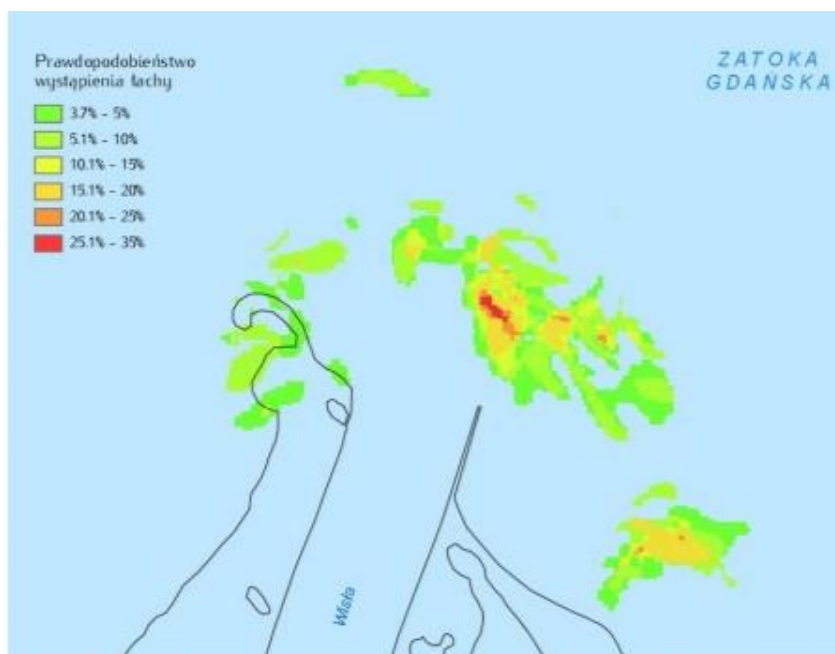 Prawdopodobieństwo
wystąpienia łachy
3.7% – 5%
5.1% – 10%
10.1% – 15%
15.1% – 20%
20.1% – 25%
25.1% – 35%
ZATOKA
GDAŃSKA
Wisła